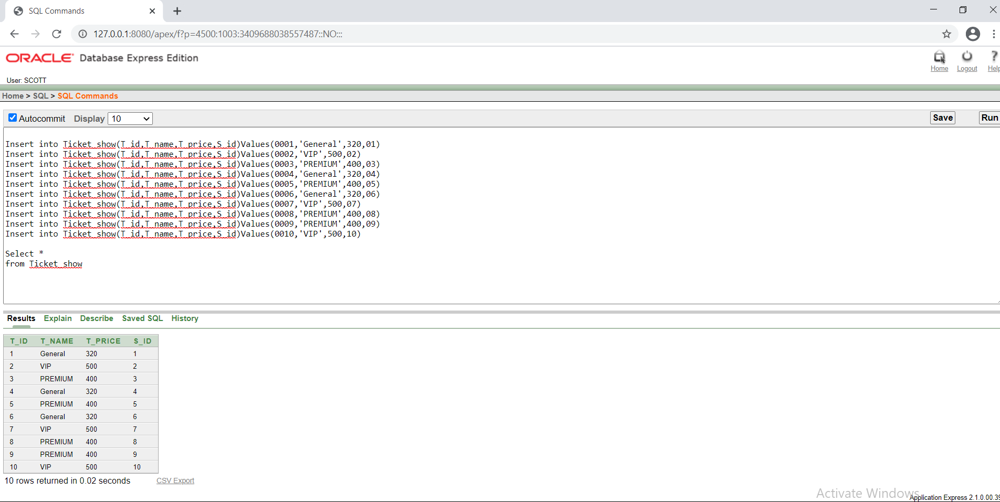 SQL Commands
127.0.0.1:8080/apex/f?p=4500:1003:3409688038557487::NO:::
ORACLE Database Express Edition
Home Logout Help
User: SCOTT
Home > SQL > SQL Commands
Autocommit Display 10 Save Run
Insert into Ticket_show(T_id,T_name,T_price,S_id)Values(0001,'General',320,01)
Insert into Ticket_show(T_id,T_name,T_price,S_id)Values(0002,'VIP',500,02)
Insert into Ticket_show(T_id,T_name,T_price,S_id)Values(0003,'PREMIUM',400,03)
Insert into Ticket_show(T_id,T_name,T_price,S_id)Values(0004,'General',320,04)
Insert into Ticket_show(T_id,T_name,T_price,S_id)Values(0005,'PREMIUM',400,05)
Insert into Ticket_show(T_id,T_name,T_price,S_id)Values(0006,'General',320,06)
Insert into Ticket_show(T_id,T_name,T_price,S_id)Values(0007,'VIP',500,07)
Insert into Ticket_show(T_id,T_name,T_price,S_id)Values(0008,'PREMIUM',400,08)
Insert into Ticket_show(T_id,T_name,T_price,S_id)Values(0009,'PREMIUM',400,09)
Insert into Ticket_show(T_id,T_name,T_price,S_id)Values(0010,'VIP',500,10)
Select *
from Ticket_show
Results Explain Describe Saved SQL History
T_ID T_NAME T_PRICE S_ID
1 General 320 1
2 VIP 500 2
3 PREMIUM 400 3
4 General 320 4
5 PREMIUM 400 5
6 General 320 6
7 VIP 500 7
8 PREMIUM 400 8
9 PREMIUM 400 9
10 VIP 500 10
10 rows returned in 0.02 seconds CSV Export
Activate Windows
Application Express 2.1.0.00.39